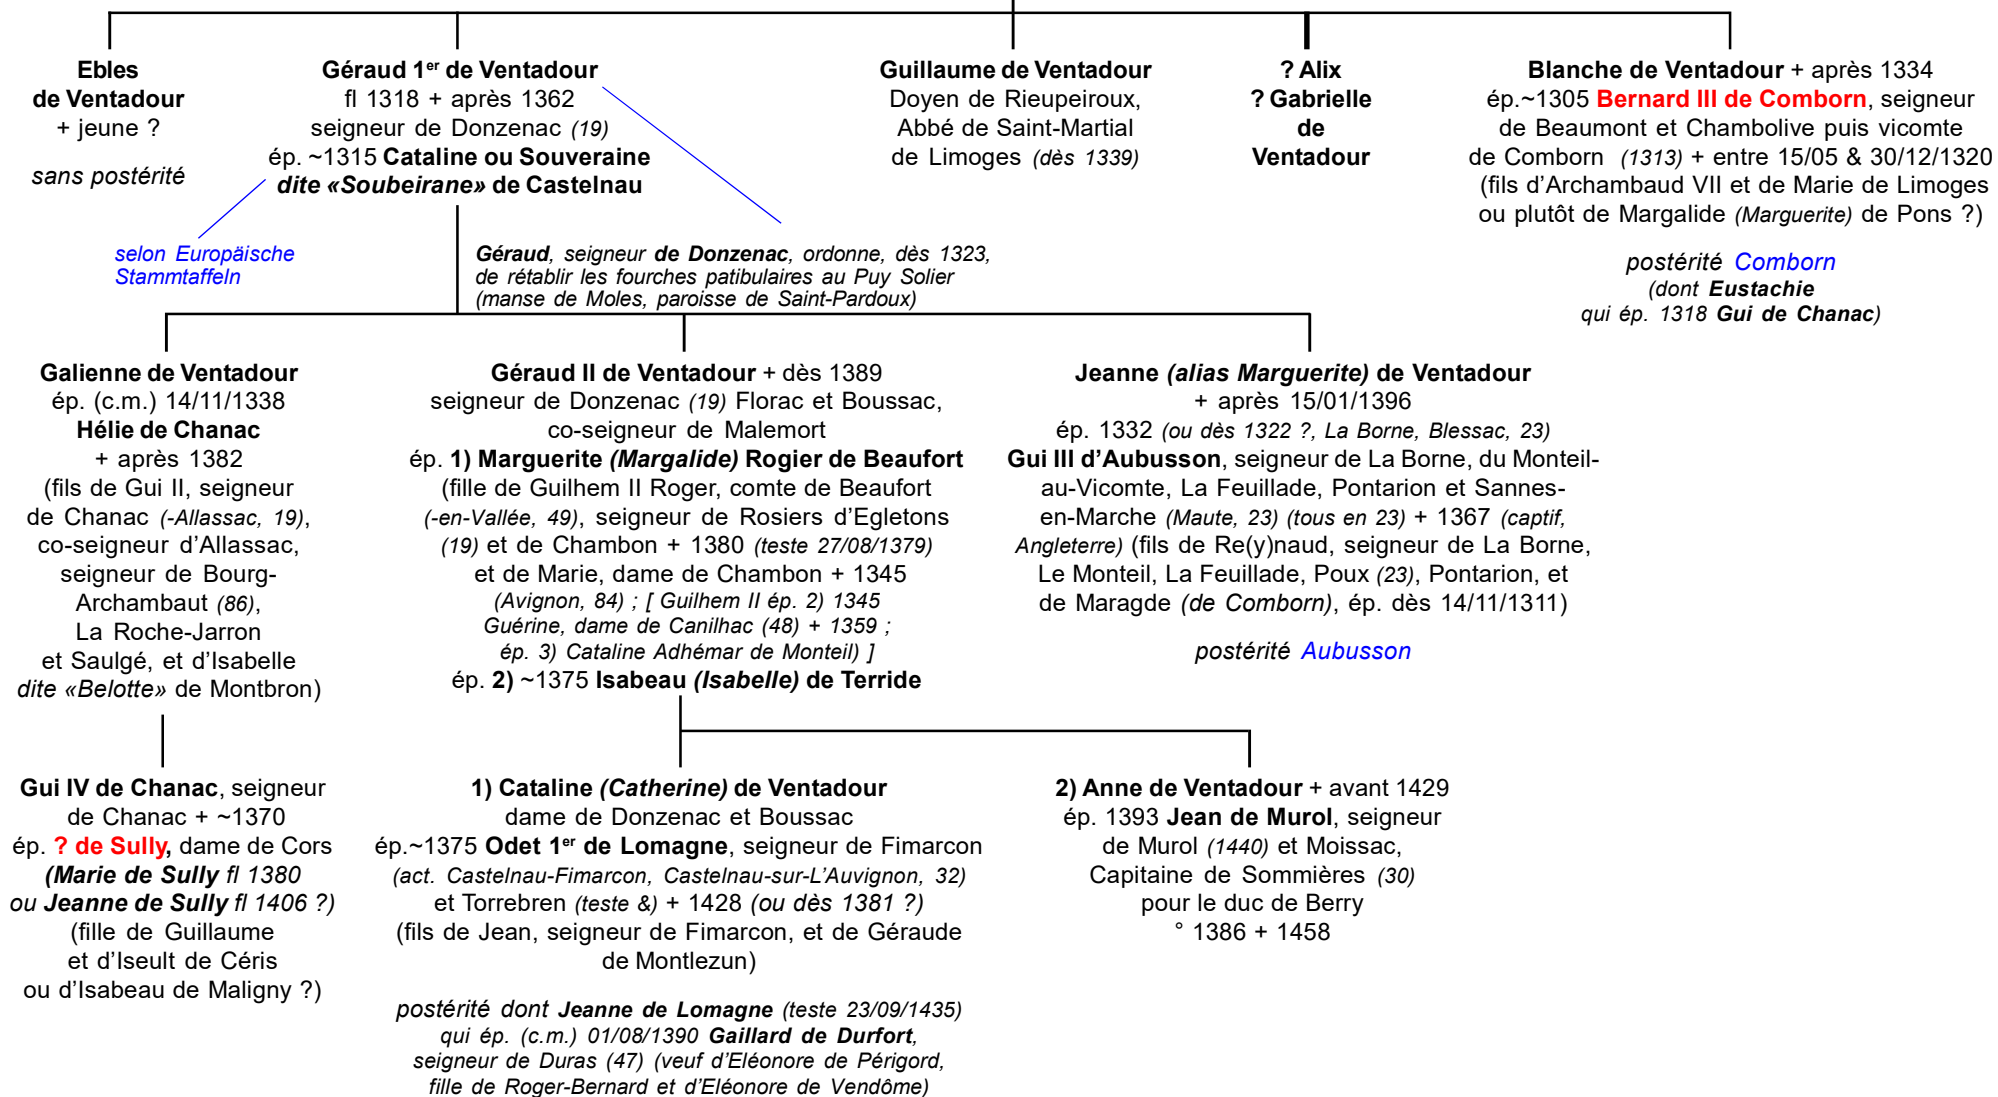 Ebles
de Ventadour
+ jeune ?
sans postérité
Géraud 1er de Ventadour
fl 1318 + après 1362
seigneur de Donzenac (19)
ép. ~1315 Cataline ou Souveraine
dite «Soubeirane» de Castelnau
Guillaume de Ventadour
Doyen de Rieupeiroux,
Abbé de Saint-Martial
de Limoges (dès 1339)
? Alix
? Gabrielle
de
Ventadour
Blanche de Ventadour + après 1334
ép.~1305 Bernard III de Comborn, seigneur
de Beaumont et Chambolive puis vicomte
de Comborn (1313) + entre 15/05 & 30/12/1320
(fils d'Archambaud VII et de Marie de Limoges
ou plutôt de Margalide (Marguerite) de Pons ?)
postérité Comborn
(dont Eustachie
qui ép. 1318 Gui de Chanac)
selon Europäische
Stammtaffeln
Géraud, seigneur de Donzenac, ordonne, dès 1323,
de rétablir les fourches patibulaires au Puy Solier
(manse de Moles, paroisse de Saint-Pardoux)
Galienne de Ventadour
ép. (c.m.) 14/11/1338
Hélie de Chanac
+ après 1382
(fils de Gui II, seigneur
de Chanac (-Allassac, 19),
co-seigneur d'Allassac,
seigneur de Bourg-
Archambaut (86),
La Roche-Jarron
et Saulgé, et d'Isabelle
dite «Belotte» de Montbron)
Géraud II de Ventadour + dès 1389
seigneur de Donzenac (19) Florac et Boussac,
co-seigneur de Malemort
ép. 1) Marguerite (Margalide) Rogier de Beaufort
(fille de Guilhem II Roger, comte de Beaufort
(-en-Vallée, 49), seigneur de Rosiers d'Egletons
(19) et de Chambon + 1380 (teste 27/08/1379)
et de Marie, dame de Chambon + 1345
(Avignon, 84) ; [ Guilhem II ép. 2) 1345
Guérine, dame de Canilhac (48) + 1359 ;
ép. 3) Cataline Adhémar de Monteil) ]
ép. 2) ~1375 Isabeau (Isabelle) de Terride
Jeanne (alias Marguerite) de Ventadour
+ après 15/01/1396
ép. 1332 (ou dès 1322 ?, La Borne, Blessac, 23)
Gui III d'Aubusson, seigneur de La Borne, du Monteil-
au-Vicomte, La Feuillade, Pontarion et Sannes-
en-Marche (Maute, 23) (tous en 23) + 1367 (captif,
Angleterre) (fils de Re(y)naud, seigneur de La Borne,
Le Monteil, La Feuillade, Poux (23), Pontarion, et
de Maragde (de Comborn), ép. dès 14/11/1311)
postérité Aubusson
Gui IV de Chanac, seigneur
de Chanac + ~1370
ép. ? de Sully, dame de Cors
(Marie de Sully fl 1380
ou Jeanne de Sully fl 1406 ?)
(fille de Guillaume
et d'Iseult de Céris
ou d'Isabeau de Maligny ?)
1) Cataline (Catherine) de Ventadour
dame de Donzenac et Boussac
ép.~1375 Odet 1er de Lomagne, seigneur de Fimarcon
(act. Castelnau-Fimarcon, Castelnau-sur-L'Auvignon, 32)
et Torrebren (teste &) + 1428 (ou dès 1381 ?)
(fils de Jean, seigneur de Fimarcon, et de Géraude
de Montlezun)
postérité dont Jeanne de Lomagne (teste 23/09/1435)
qui ép. (c.m.) 01/08/1390 Gaillard de Durfort,
seigneur de Duras (47) (veuf d'Eléonore de Périgord,
fille de Roger-Bernard et d'Eléonore de Vendôme)
2) Anne de Ventadour + avant 1429
ép. 1393 Jean de Murol, seigneur
de Murol (1440) et Moissac,
Capitaine de Sommières (30)
pour le duc de Berry
° 1386 + 1458